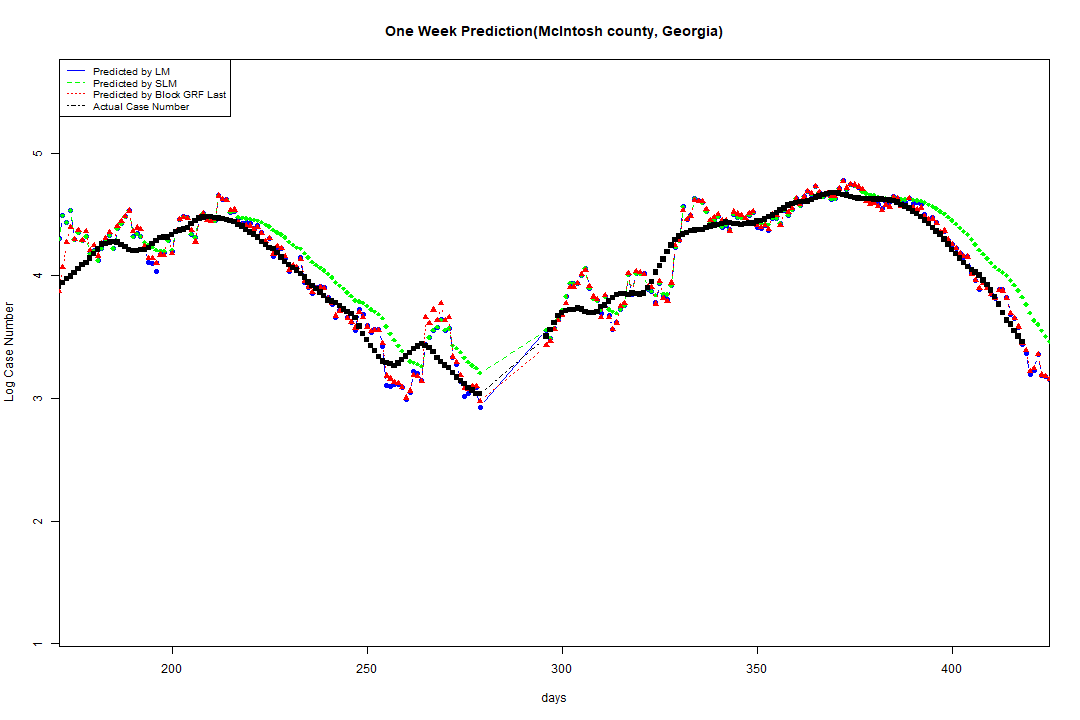 One Week Prediction(McIntosh county, Georgia)
Predicted by LM
Predicted by SLM
Predicted by Block GRF Last
Actual Case Number
Log Case Number
5
4
3
2
1
200 250 300 350 400
days